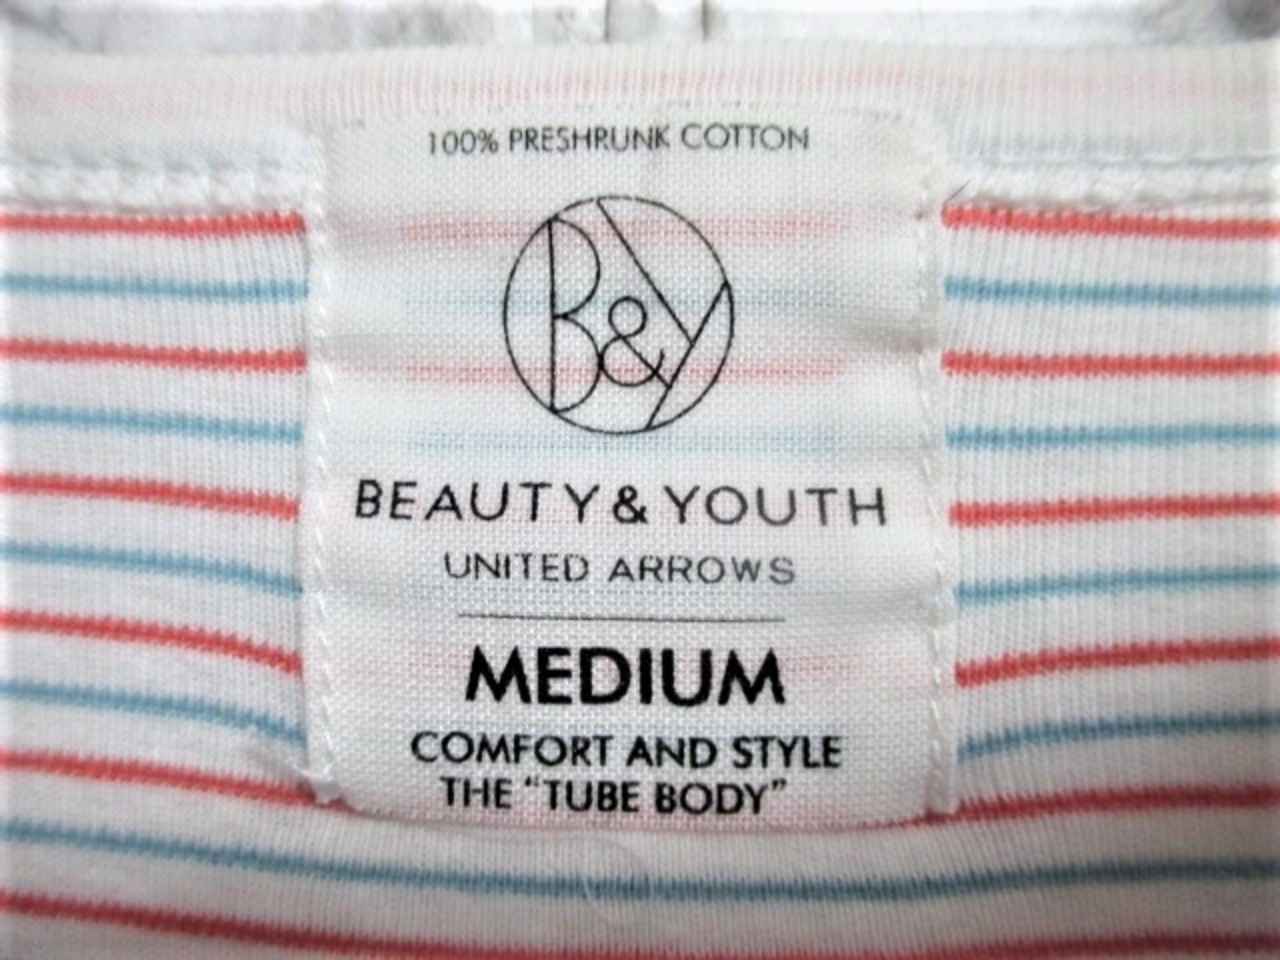 100% PRESHRUNK COTTON
B&Y
BEAUTY & YOUTH
UNITED ARROWS
MEDIUM
COMFORT AND STYLE
THE "TUBE BODY"